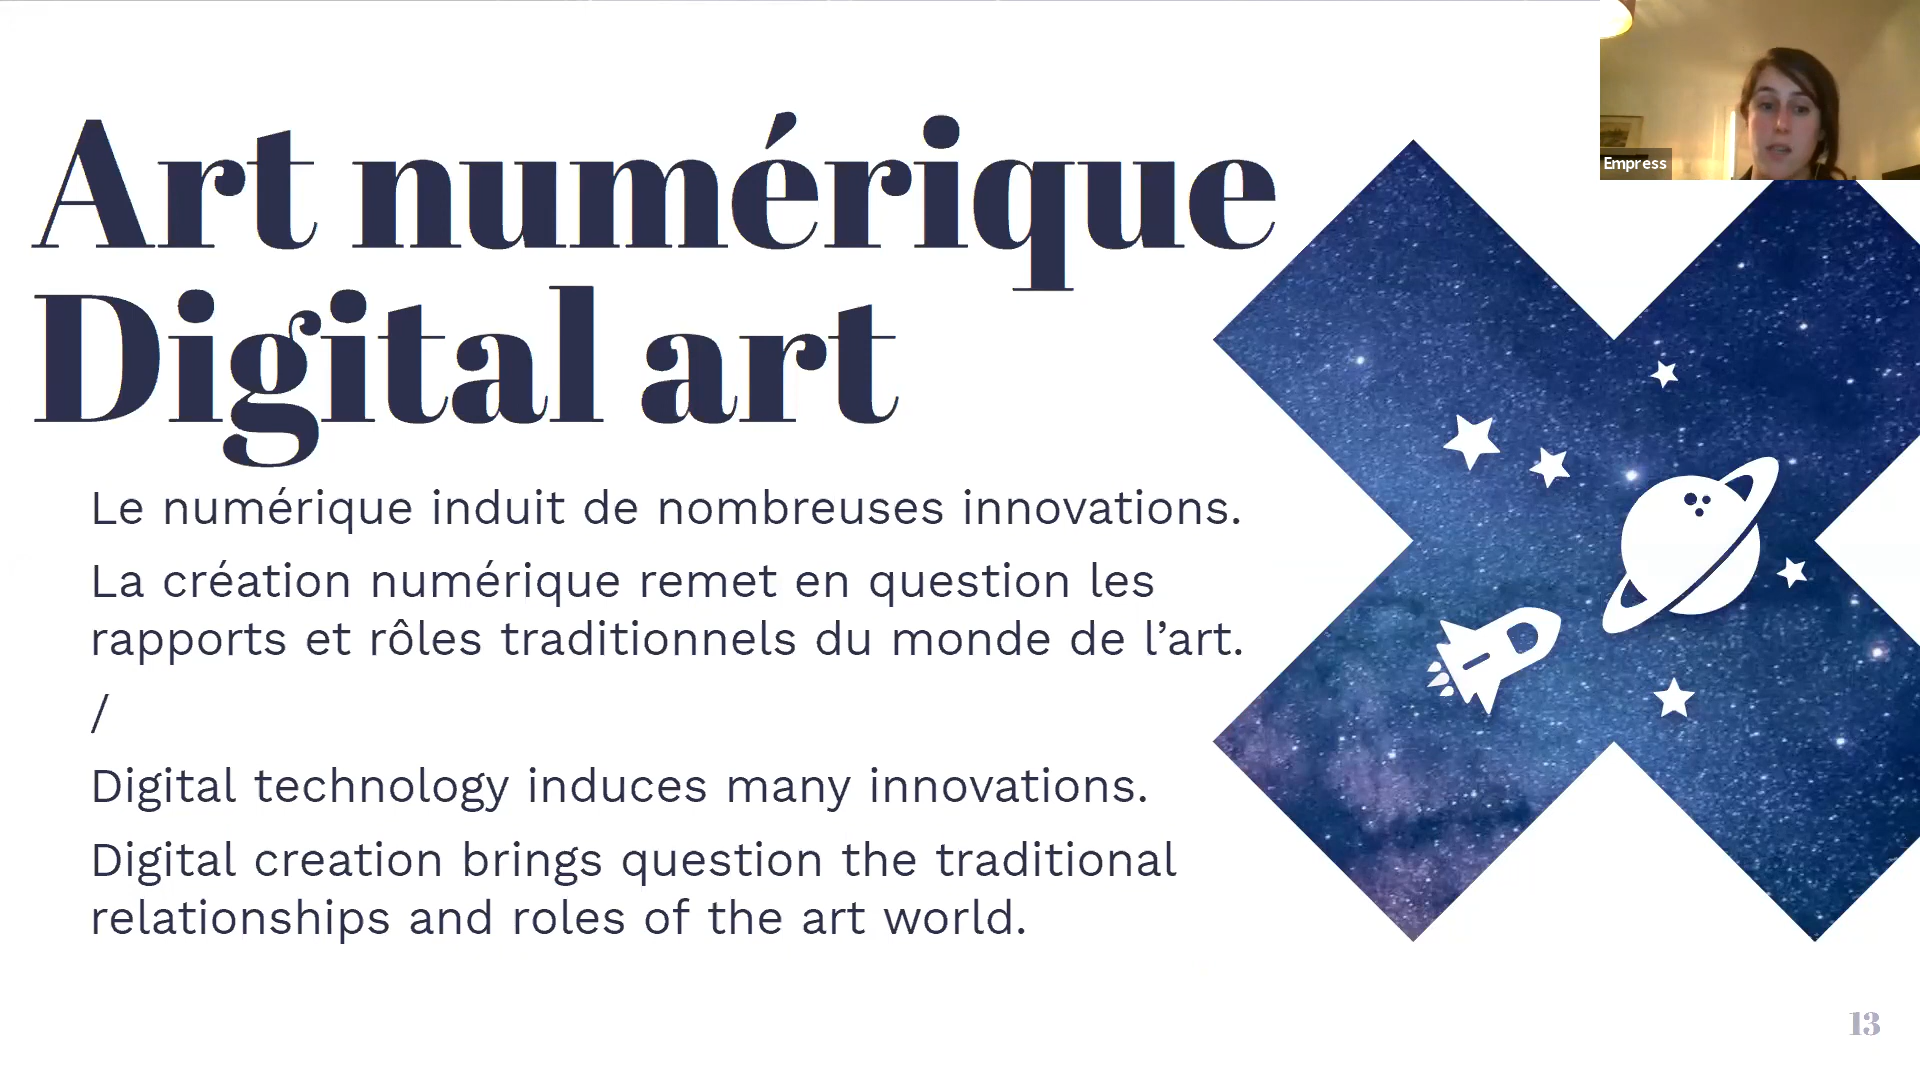 Art numérique
Digital art
Le numérique induit de nombreuses innovations.
La création numérique remet en question les
rapports et rôles traditionnels du monde de l’art.
/
Digital technology induces many innovations.
Digital creation brings question the traditional
relationships and roles of the art world.
Empress
13